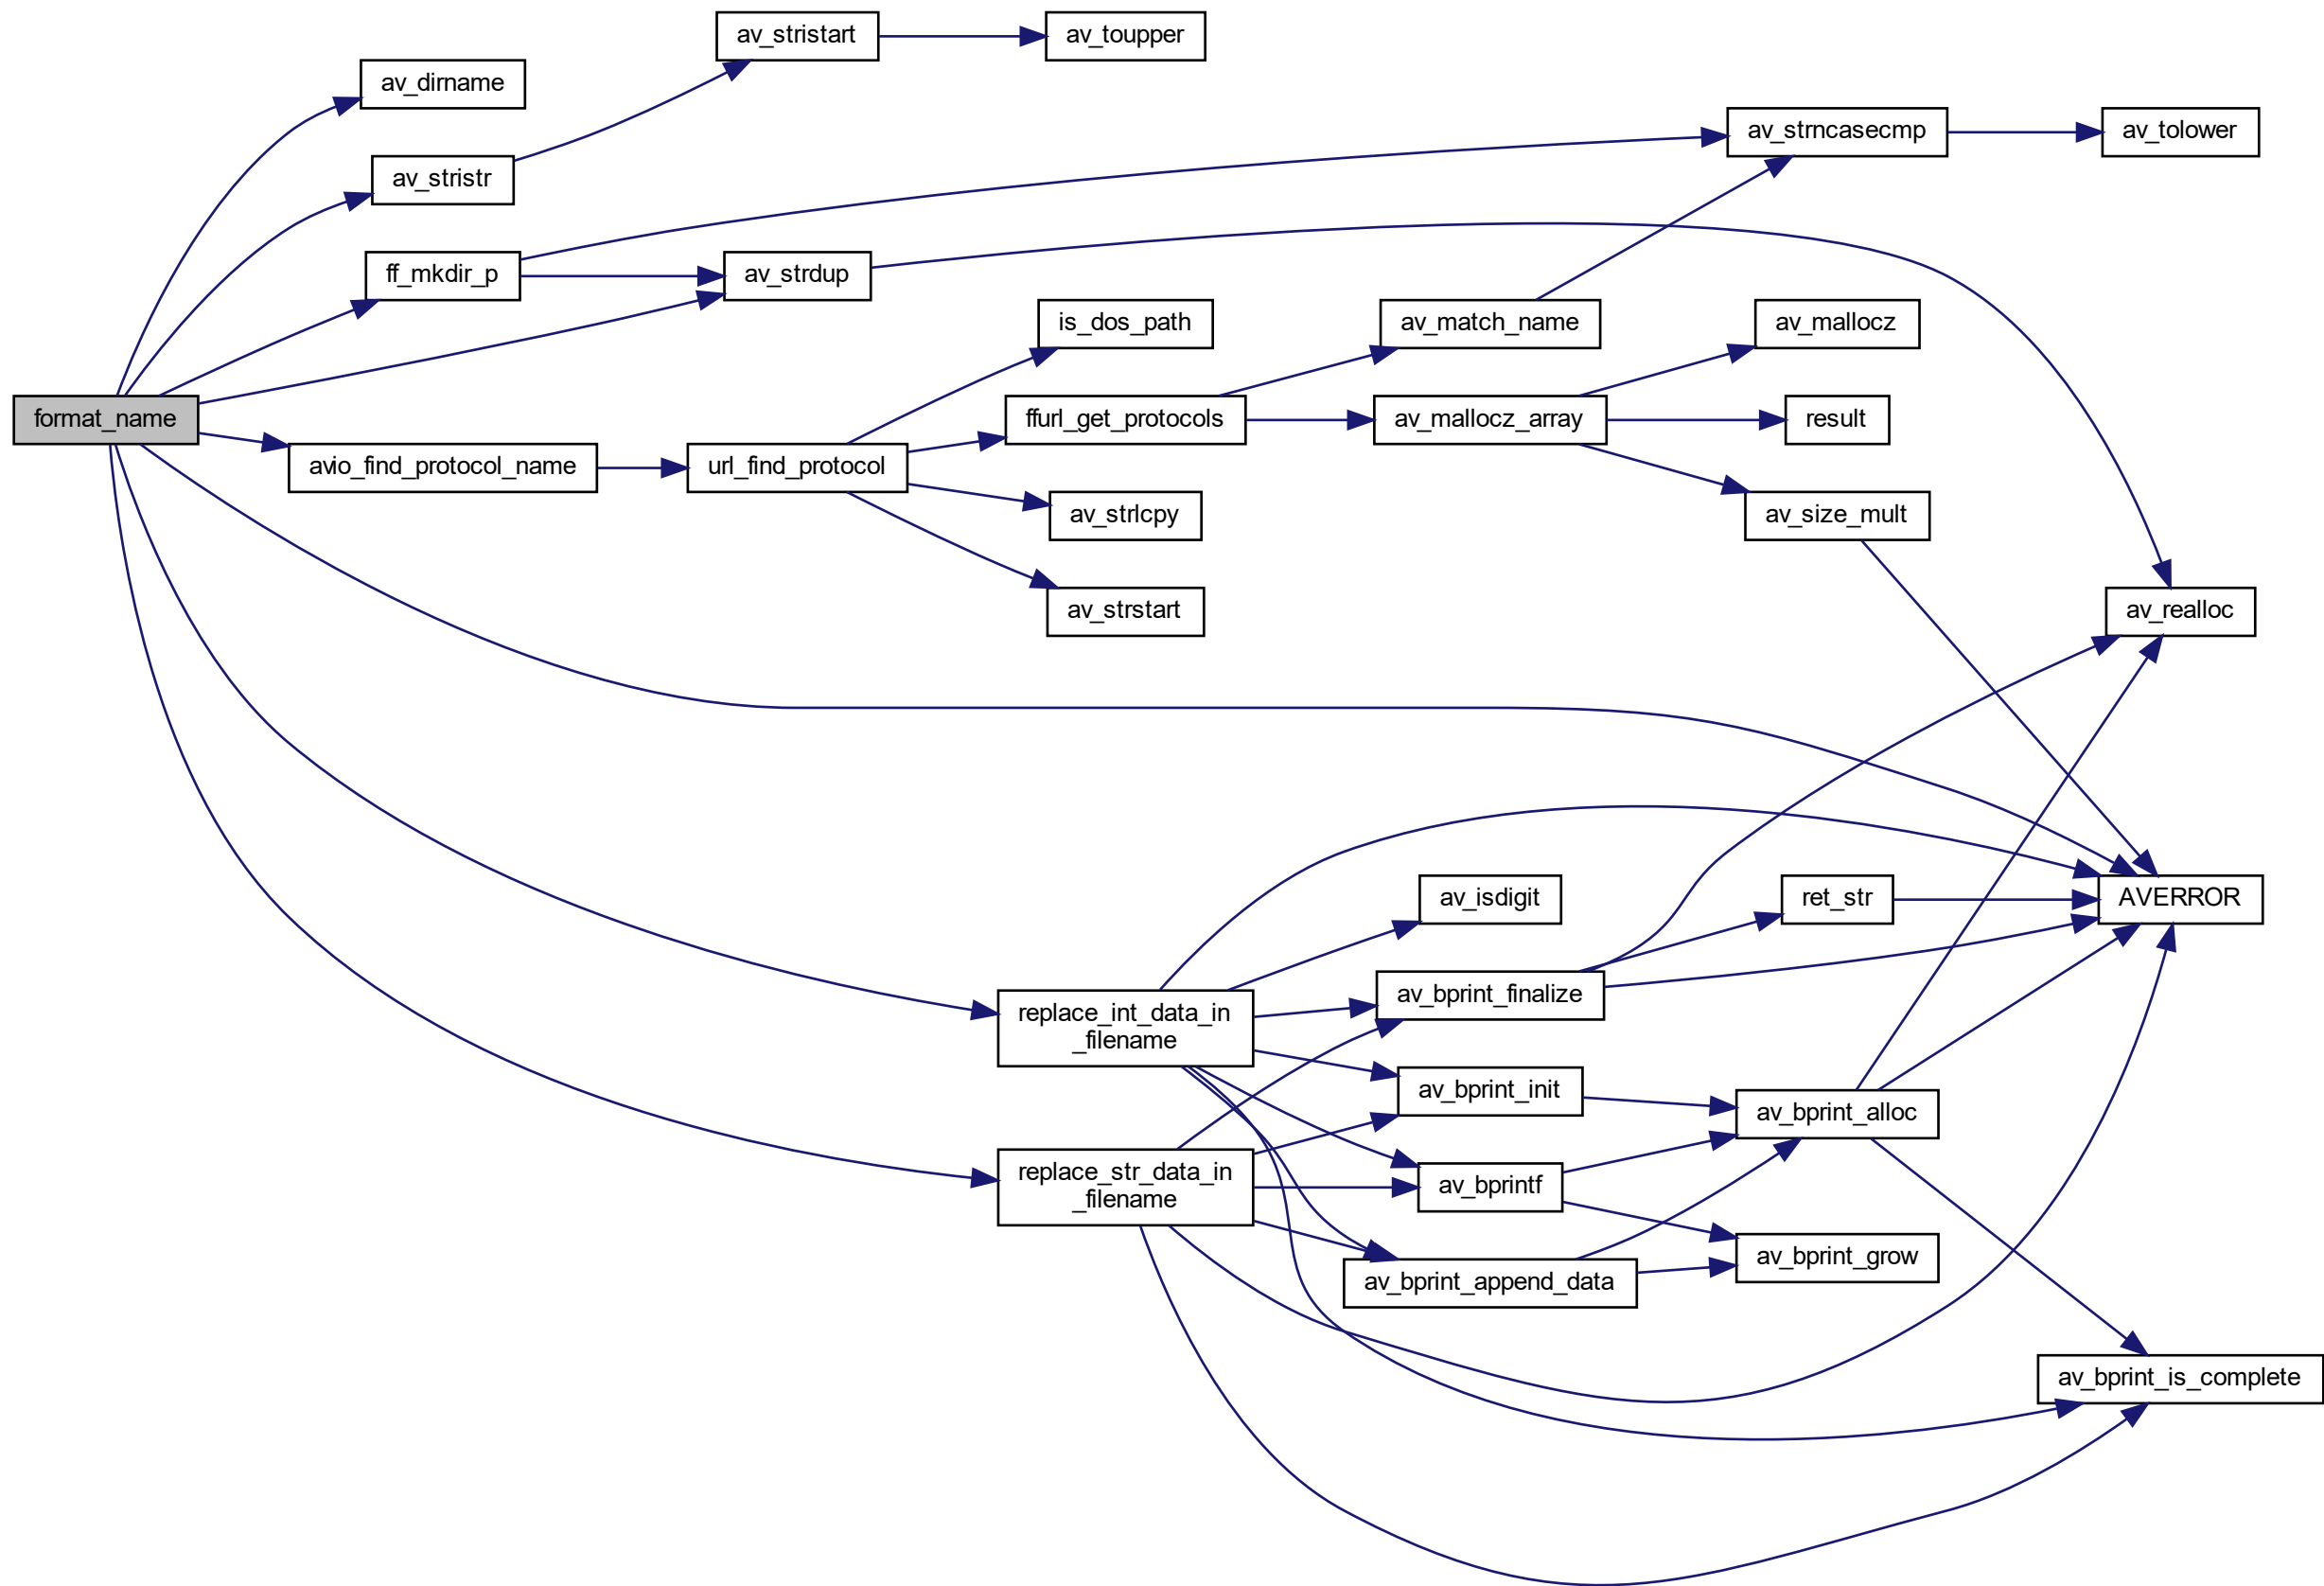 av_stristart
av_toupper
av_dirname
av_strncasecmp
av_tolower
av_stristr
ff_mkdir_p
av_strdup
is_dos_path
av_match_name
av_mallocz
format_name
ffurl_get_protocols
av_mallocz_array
result
avio_find_protocol_name
url_find_protocol
av_strlcpy
av_size_mult
av_strstart
av_realloc
av_isdigit
ret_str
AVERROR
av_bprint_finalize
replace_int_data_in
_filename
av_bprint_init
av_bprint_alloc
replace_str_data_in
_filename
av_bprintf
av_bprint_grow
av_bprint_append_data
av_bprint_is_complete